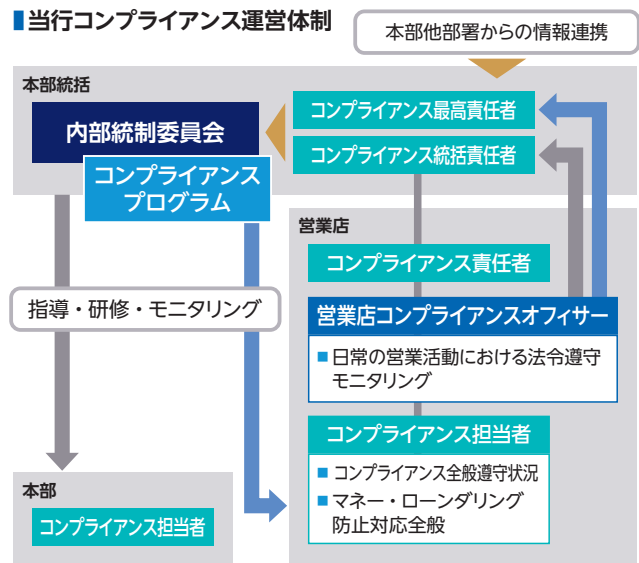 当行コンプライアンス運営体制
本部他部署からの情報連携
本部統括
内部統制委員会
コンプライアンス
プログラム
コンプライアンス最高責任者
コンプライアンス統括責任者
営業店
コンプライアンス責任者
指導・研修・モニタリング
営業店コンプライアンスオフィサー
日常の営業活動における法令遵守
モニタリング
コンプライアンス担当者
コンプライアンス全般遵守状況
マネー・ローンダリング
防止対応全般
本部
コンプライアンス担当者